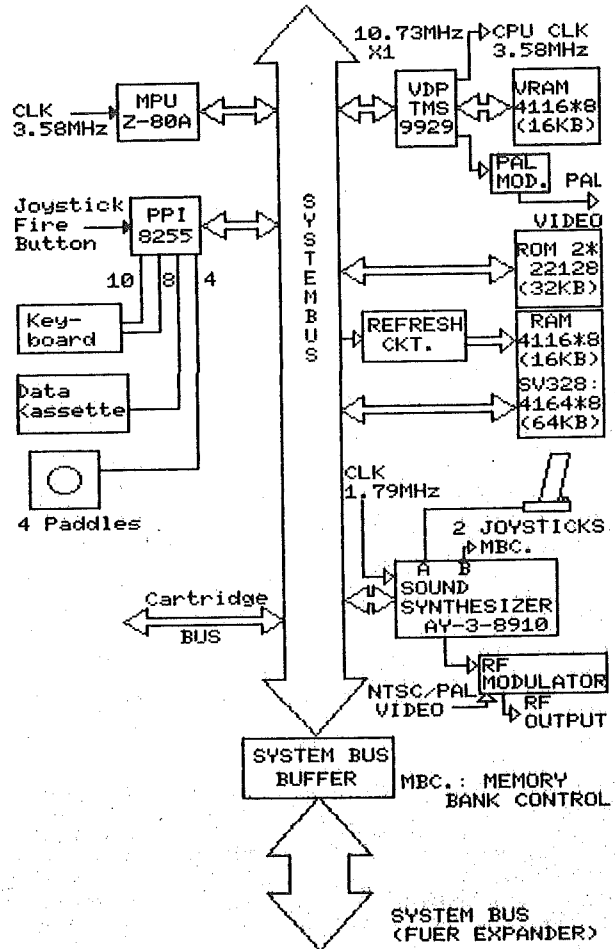 10.73MHz
X1
CPU CLK
3.58MHz
MPU
Z-80A
CLK
3.58MHz
VDP
TMS
9929
VRAM
4116*8
(16KB)
PAL
MOD.
PAL
VIDEO
Joystick
Fire
Button
PPI
8255
10
8
4
SYSTEMBUS
ROM 2*
22128
(32KB)
Key-
board
REFRESH
CKT.
RAM
4116*8
(16KB)
SV328:
4164*8
(64KB)
Data
Kassette
4 Paddles
CLK
1.79MHz
2 JOYSTICKS
MBC.
A
B
SOUND
SYNTHESIZER
AY-3-8910
Cartridge
BUS
RF
MODULATOR
NTSC/PAL
VIDEO
RF
OUTPUT
SYSTEM BUS
BUFFER
MBC.: MEMORY
BANK CONTROL
SYSTEM BUS
(FUER EXPANDER)